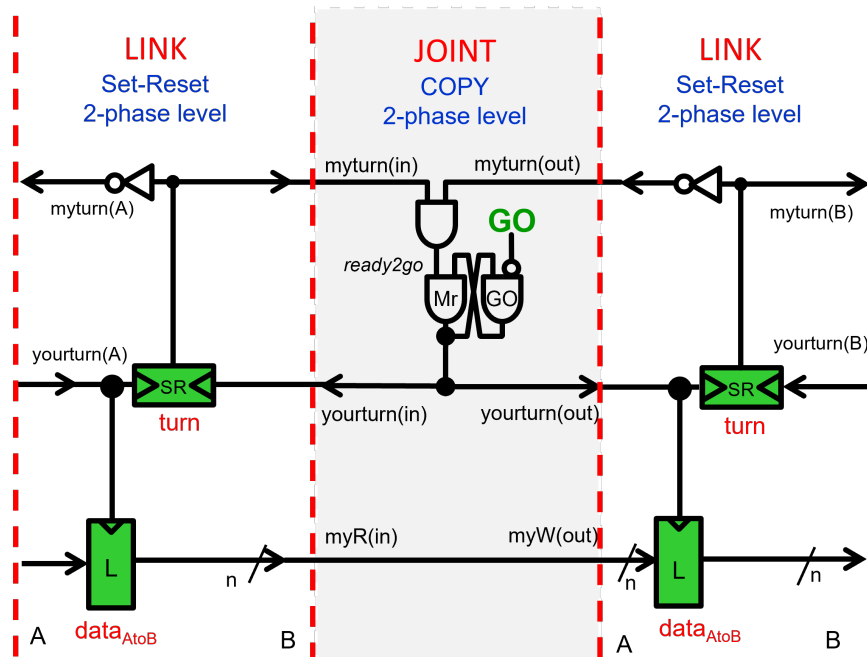 LINK
Set-Reset
2-phase level
JOINT
COPY
2-phase level
LINK
Set-Reset
2-phase level
myturn(A)
myturn(in)
myturn(out)
myturn(B)
GO
ready2go
Mr
GO
yourturn(A)
SR
turn
yourturn(in)
yourturn(out)
yourturn(B)
SR
turn
L
n
myR(in)
myW(out)
n
L
n
A
dataAtoB
B
A
dataAtoB
B